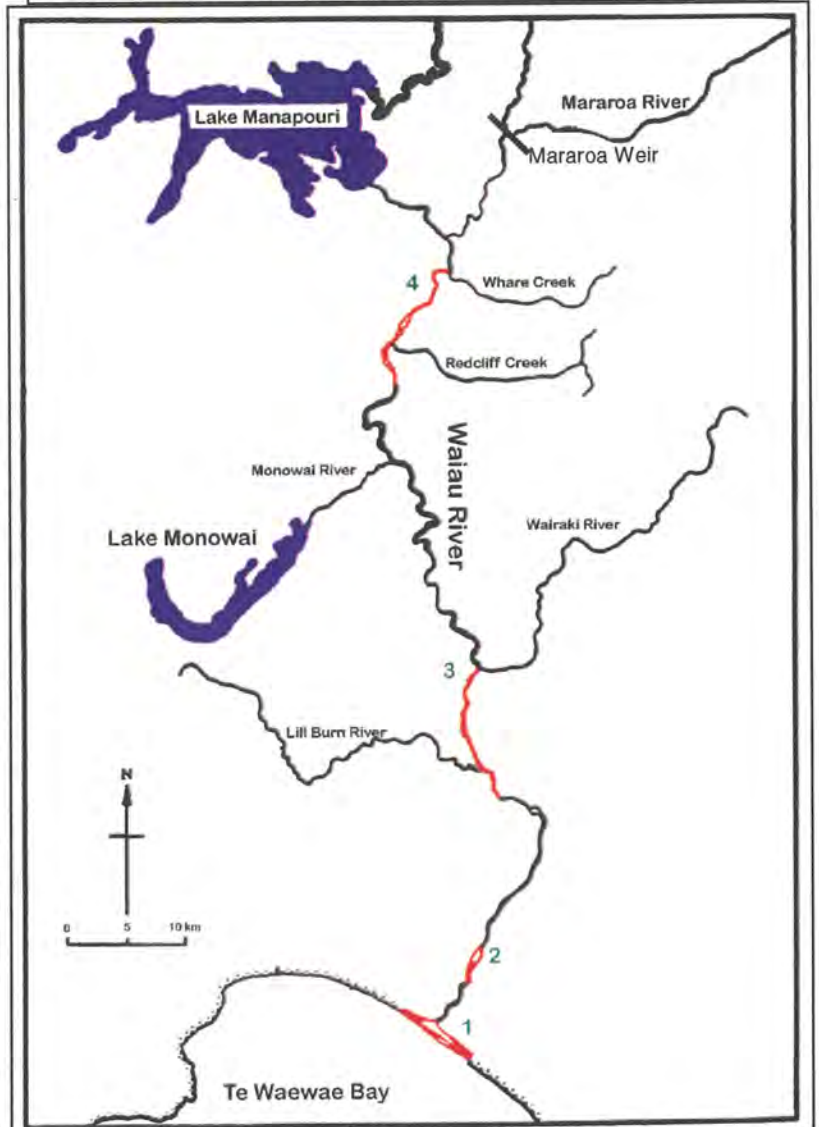 Lake Manapouri
Mararoa River
Mararoa Weir
4
Whare Creek
Redcliff Creek
Waiau River
Monowai River
Lake Monowai
Wairaki River
3
Lill Burn River
N
0 5 10 km
2
1
Te Waewae Bay